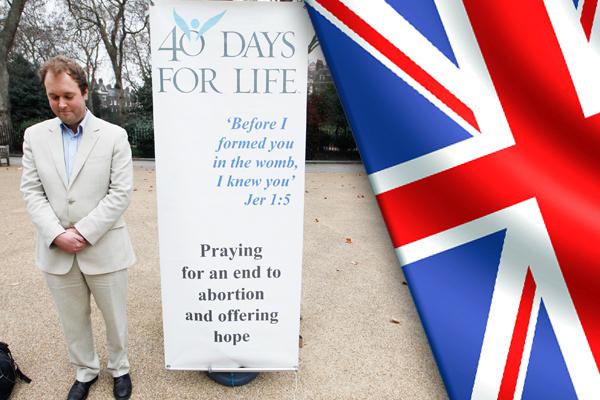 40 DAYS
FOR LIFE
‘Before I
formed you
in the womb,
I knew you’
Jer 1:5
Praying
for an end to
abortion
and offering
hope